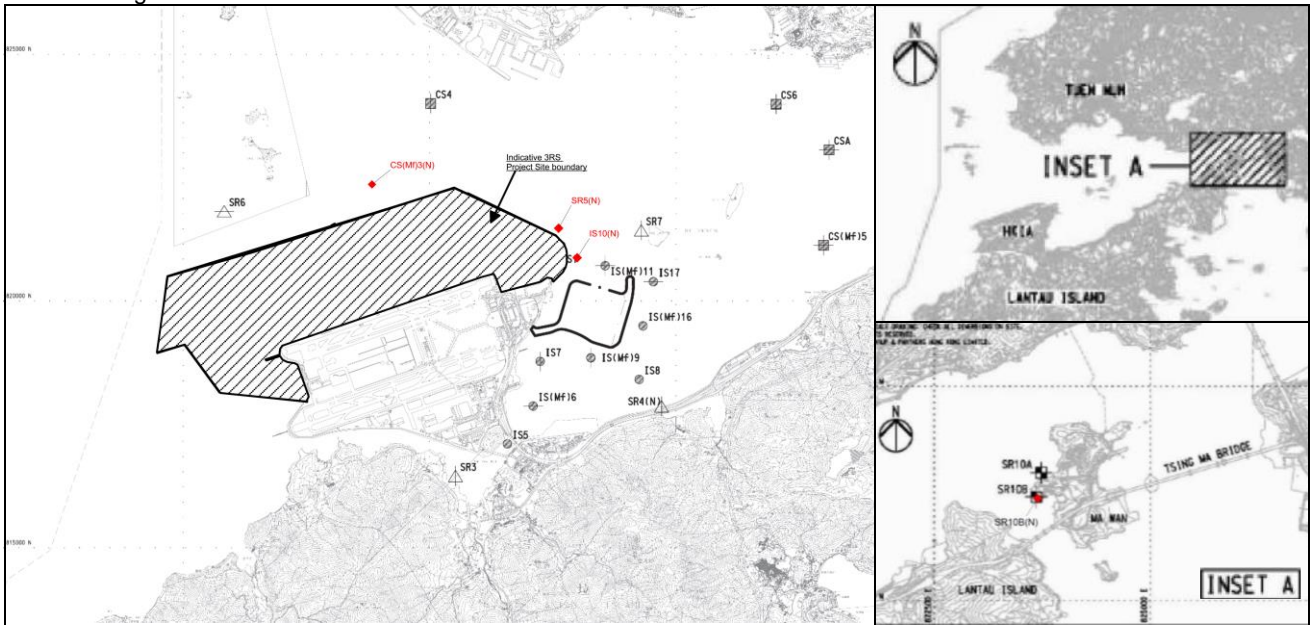 825000 N
CS4
CS6
CSA
CS(Mf)3(N)
Indicative 3RS
Project Site boundary
SR6
SR5(N)
SR7
IS10(N)
CS(Mf)5
IS(Mf)11
IS17
820000 N
IS(Mf)16
IS7
IS(Mf)9
IS8
IS(Mf)6
SR4(N)
IS5
SR3
815000 N
N
TUEN MUN
INSET A
HKIA
LANTAU ISLAND
N
SR10A
SR10B
SR10B(N)
TSING MA BRIDGE
MA WAN
LANTAU ISLAND
INSET A